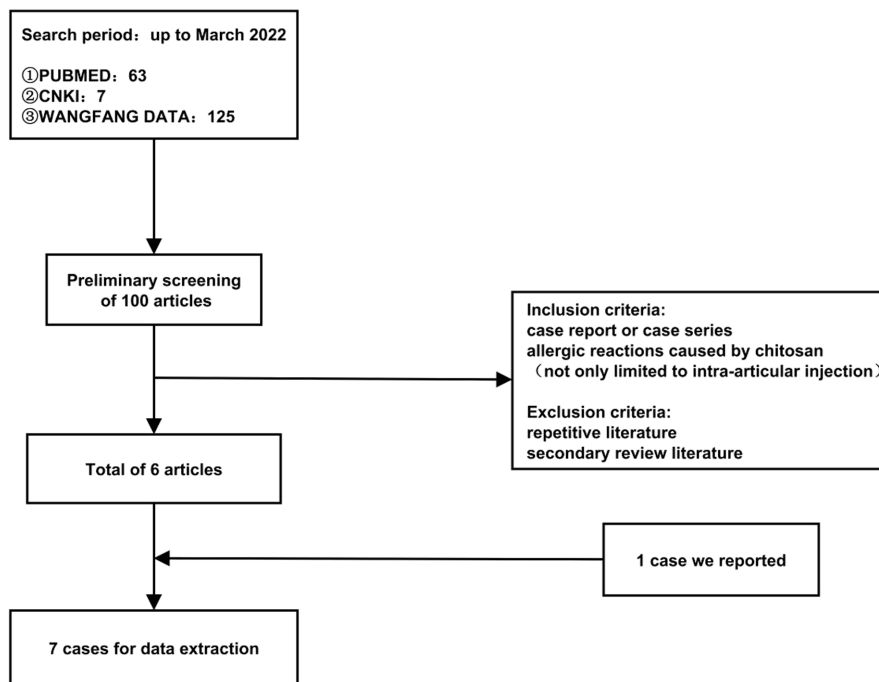 Search period：up to March 2022
①PUBMED：63
②CNKI：7
③WANGFANG DATA：125
Preliminary screening
of 100 articles
Inclusion criteria:
case report or case series
allergic reactions caused by chitosan
（not only limited to intra-articular injection）
Exclusion criteria:
repetitive literature
secondary review literature
Total of 6 articles
1 case we reported
7 cases for data extraction